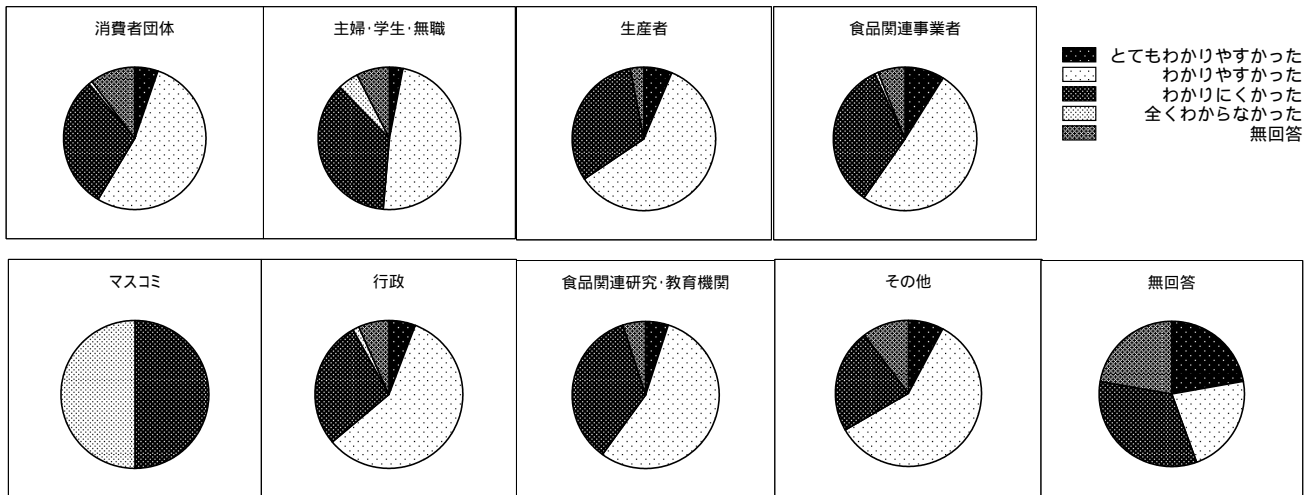 消費者団体
主婦・学生・無職
生産者
食品関連事業者
とてもわかりやすかった
わかりやすかった
わかりにくかった
全くわからなかった
無回答
マスコミ
行政
食品関連研究・教育機関
その他
無回答